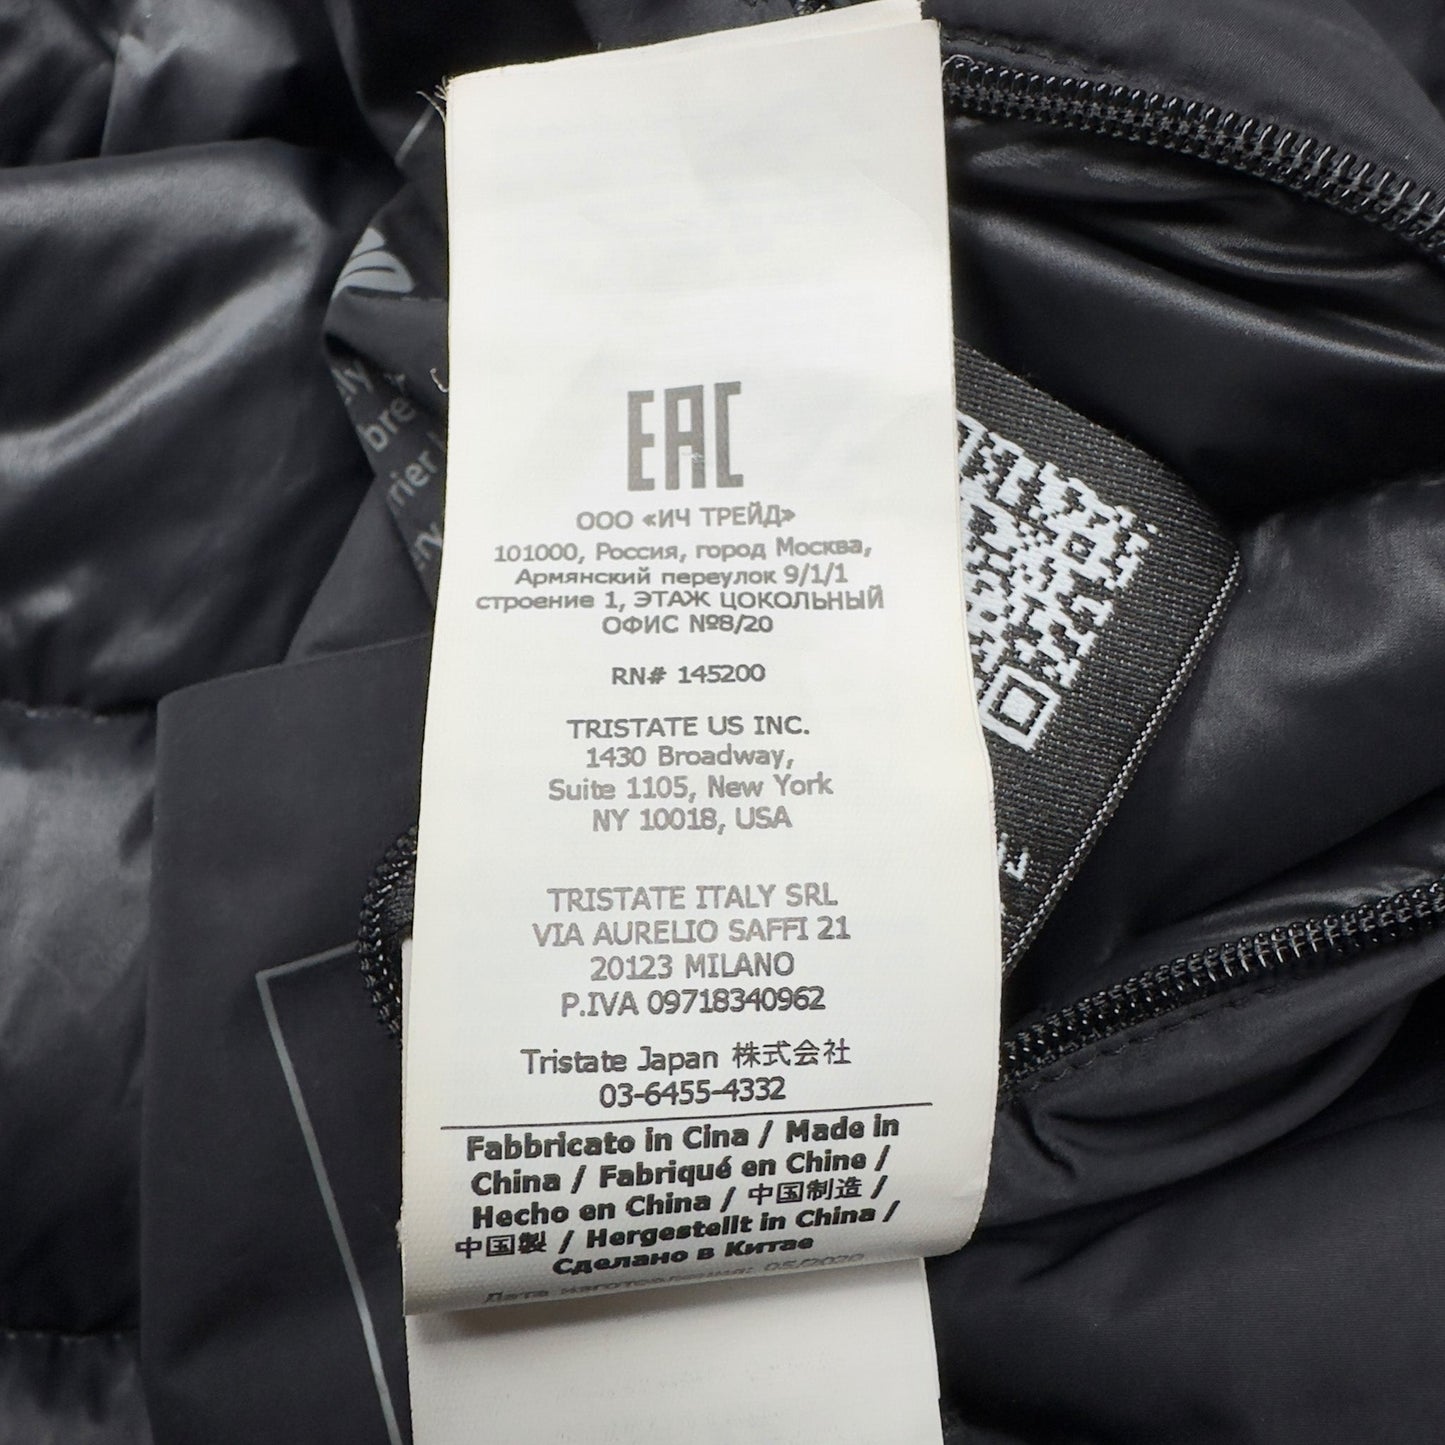 EAC
ООО «ИЧ ТРЕЙД»
101000, Россия, город Москва,
Армянский переулок 9/1/1
строение 1, ЭТАЖ ЦОКОЛЬНЫЙ
ОФИС №8/20
RN# 145200
TRISTATE US INC.
1430 Broadway,
Suite 1105, New York
NY 10018, USA
TRISTATE ITALY SRL
VIA AURELIO SAFFI 21
20123 MILANO
P.IVA 09718340962
Tristate Japan 株式会社
03-6455-4332
Fabbricato in Cina / Made in
China / Fabriqué en Chine /
Hecho en China / 中国制造 /
中国製 / Hergestellt in China /
Сделано в Китае
Дата изготовления: 05/2020